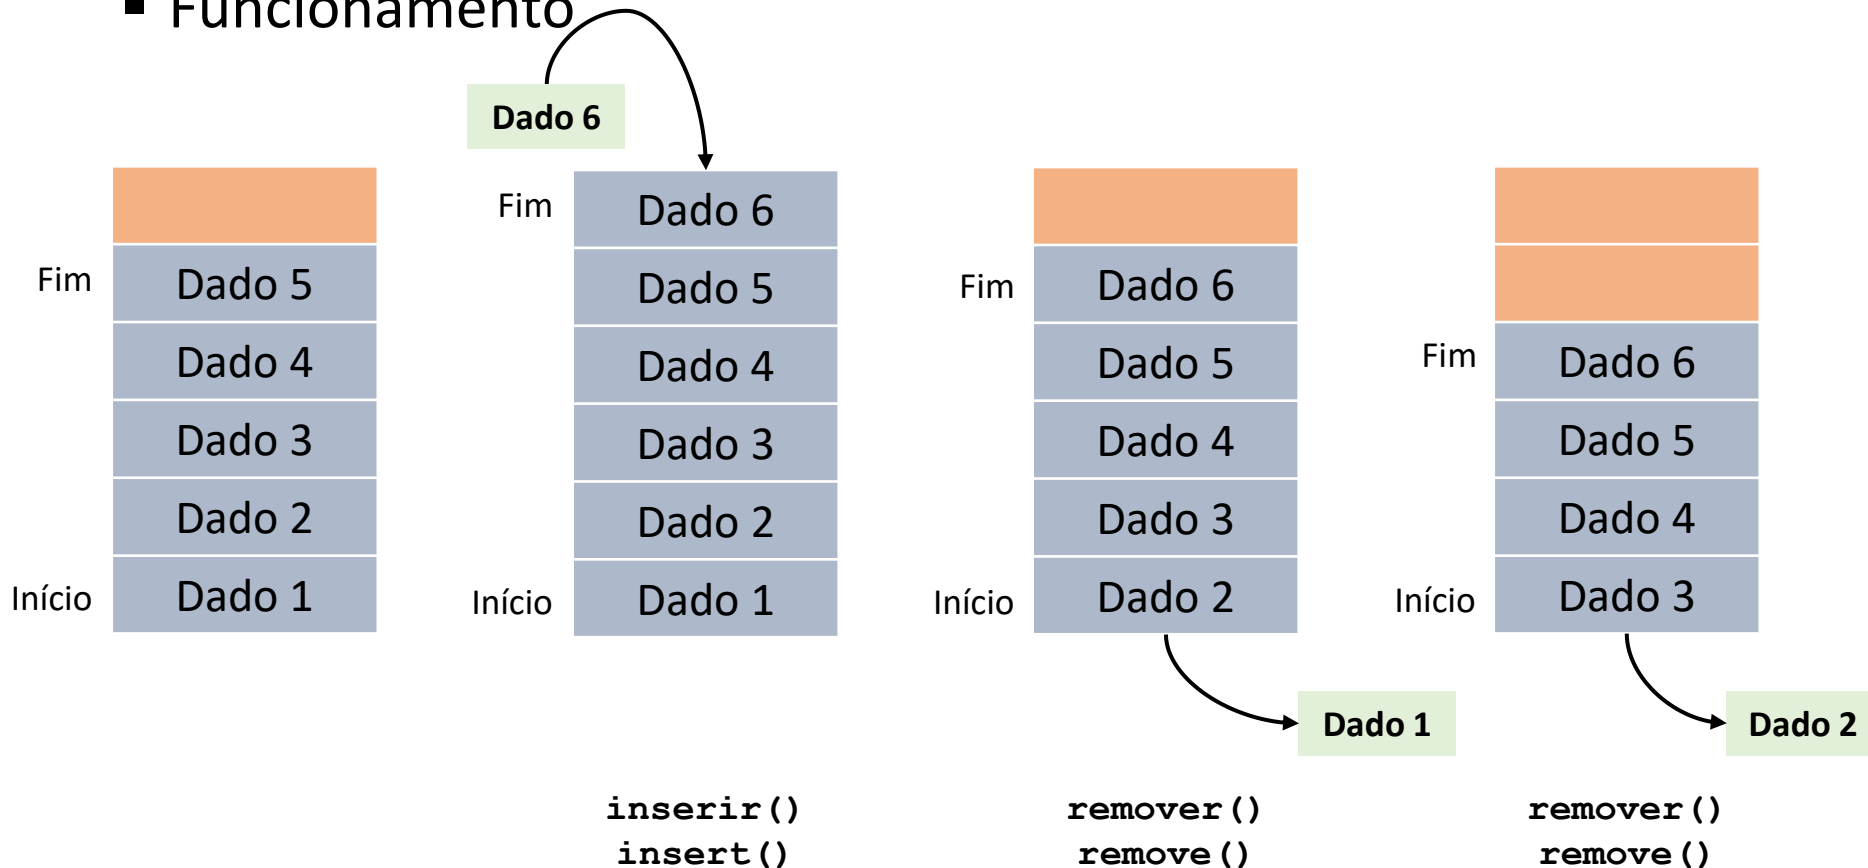 ▪ Funcionamento
Dado 6
Fim
Dado 5
Dado 4
Dado 3
Dado 2
Início
Dado 1
Fim
Dado 6
Dado 5
Dado 4
Dado 3
Dado 2
Início
Dado 1
inserir()
insert()
Fim
Dado 6
Dado 5
Dado 4
Dado 3
Início
Dado 2
Dado 1
remover()
remove()
Fim
Dado 6
Dado 5
Dado 4
Início
Dado 3
Dado 2
remover()
remove()